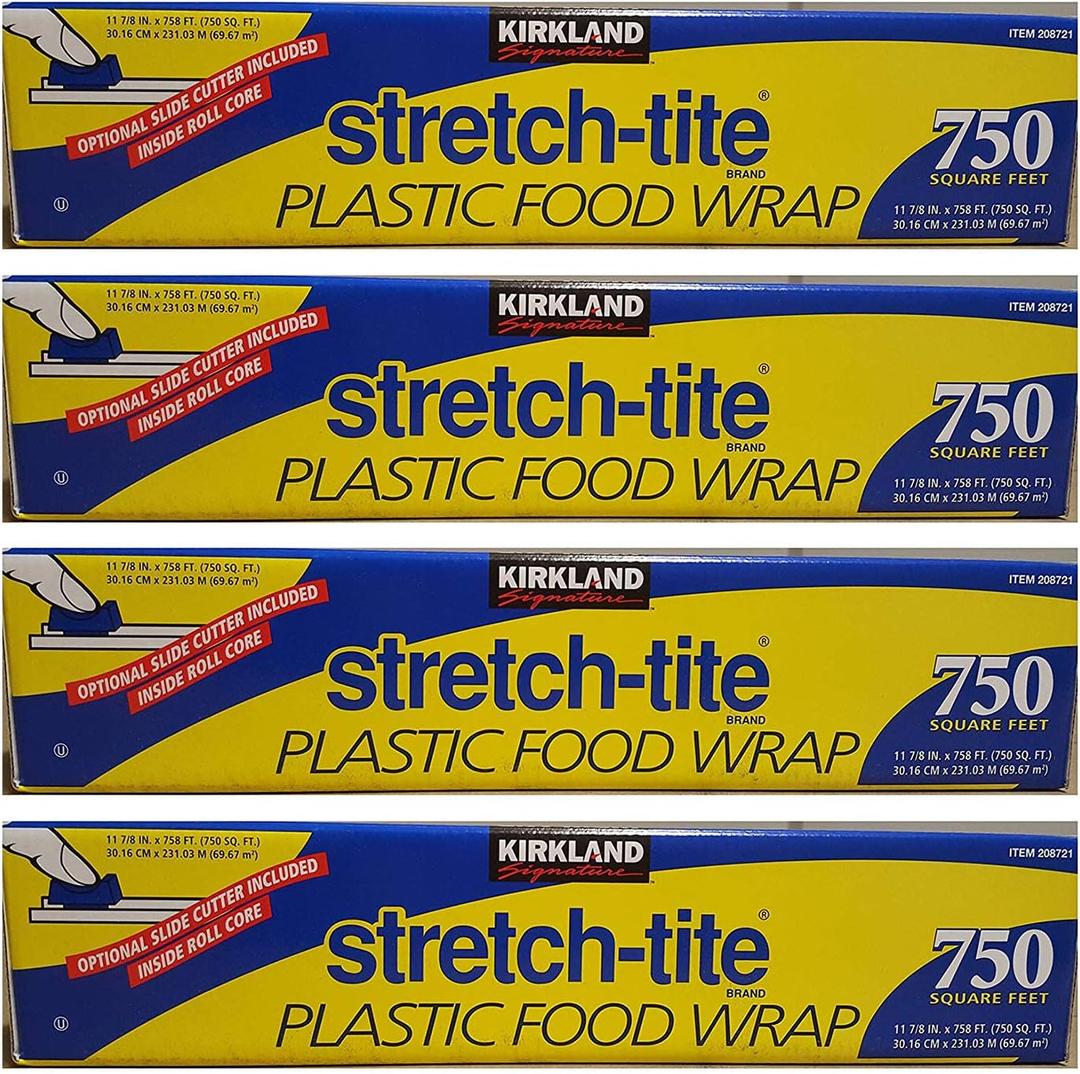 11 7/8 IN. x 758 FT. (750 SQ. FT.)
30.16 CM x 231.03 M (69.67 m²)
KIRKLAND
Signature™
ITEM 208721
OPTIONAL SLIDE CUTTER INCLUDED
INSIDE ROLL CORE
stretch-tite®
BRAND
PLASTIC FOOD WRAP
750
SQUARE FEET
11 7/8 IN. x 758 FT. (750 SQ. FT.)
30.16 CM x 231.03 M (69.67 m²)
U
11 7/8 IN. x 758 FT. (750 SQ. FT.)
30.16 CM x 231.03 M (69.67 m²)
KIRKLAND
Signature™
ITEM 208721
OPTIONAL SLIDE CUTTER INCLUDED
INSIDE ROLL CORE
stretch-tite®
BRAND
PLASTIC FOOD WRAP
750
SQUARE FEET
11 7/8 IN. x 758 FT. (750 SQ. FT.)
30.16 CM x 231.03 M (69.67 m²)
U
11 7/8 IN. x 758 FT. (750 SQ. FT.)
30.16 CM x 231.03 M (69.67 m²)
KIRKLAND
Signature™
ITEM 208721
OPTIONAL SLIDE CUTTER INCLUDED
INSIDE ROLL CORE
stretch-tite®
BRAND
PLASTIC FOOD WRAP
750
SQUARE FEET
11 7/8 IN. x 758 FT. (750 SQ. FT.)
30.16 CM x 231.03 M (69.67 m²)
U
11 7/8 IN. x 758 FT. (750 SQ. FT.)
30.16 CM x 231.03 M (69.67 m²)
KIRKLAND
Signature™
ITEM 208721
OPTIONAL SLIDE CUTTER INCLUDED
INSIDE ROLL CORE
stretch-tite®
BRAND
PLASTIC FOOD WRAP
750
SQUARE FEET
11 7/8 IN. x 758 FT. (750 SQ. FT.)
30.16 CM x 231.03 M (69.67 m²)
U